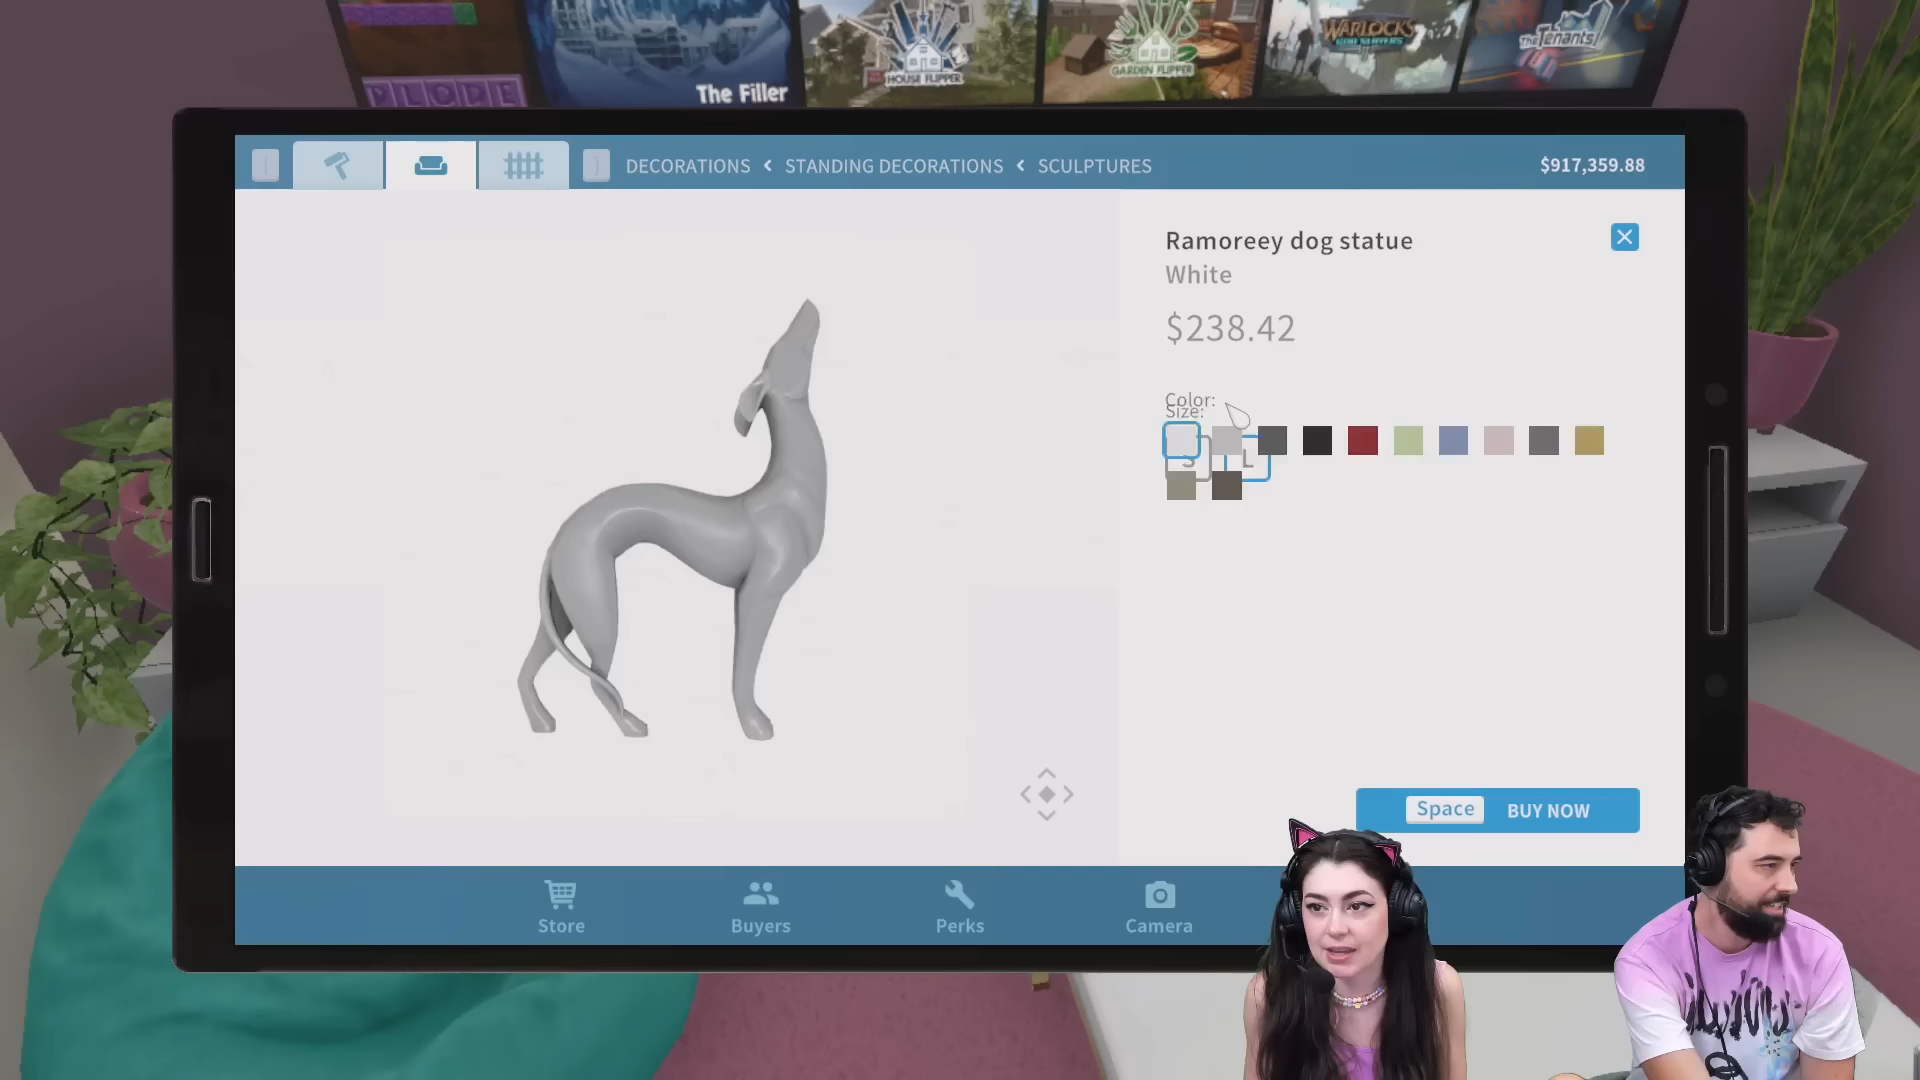 PLODE
The Filler
HOUSE FLIPPER
GARDEN FLIPPER
WARLOCKS
The Tenants
DECORATIONS < STANDING DECORATIONS < SCULPTURES
$917,359.88
Ramoreey dog statue
White
$238.42
Color:
Size:
S L
Space BUY NOW
Store Buyers Perks Camera